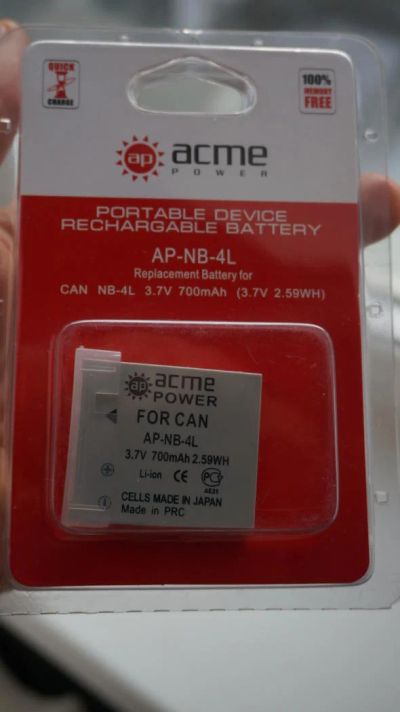 QUICK
CHARGE
100%
MEMORY
FREE
ap
acme
POWER
PORTABLE DEVICE
RECHARGABLE BATTERY
AP-NB-4L
Replacement Battery for
CAN NB-4L 3.7V 700mAh (3.7V 2.59WH)
ap
acme
POWER
FOR CAN
AP-NB-4L
3.7V 700mAh 2.59WH
Li-ion CE PC
AE25
CELLS MADE IN JAPAN
Made in PRC